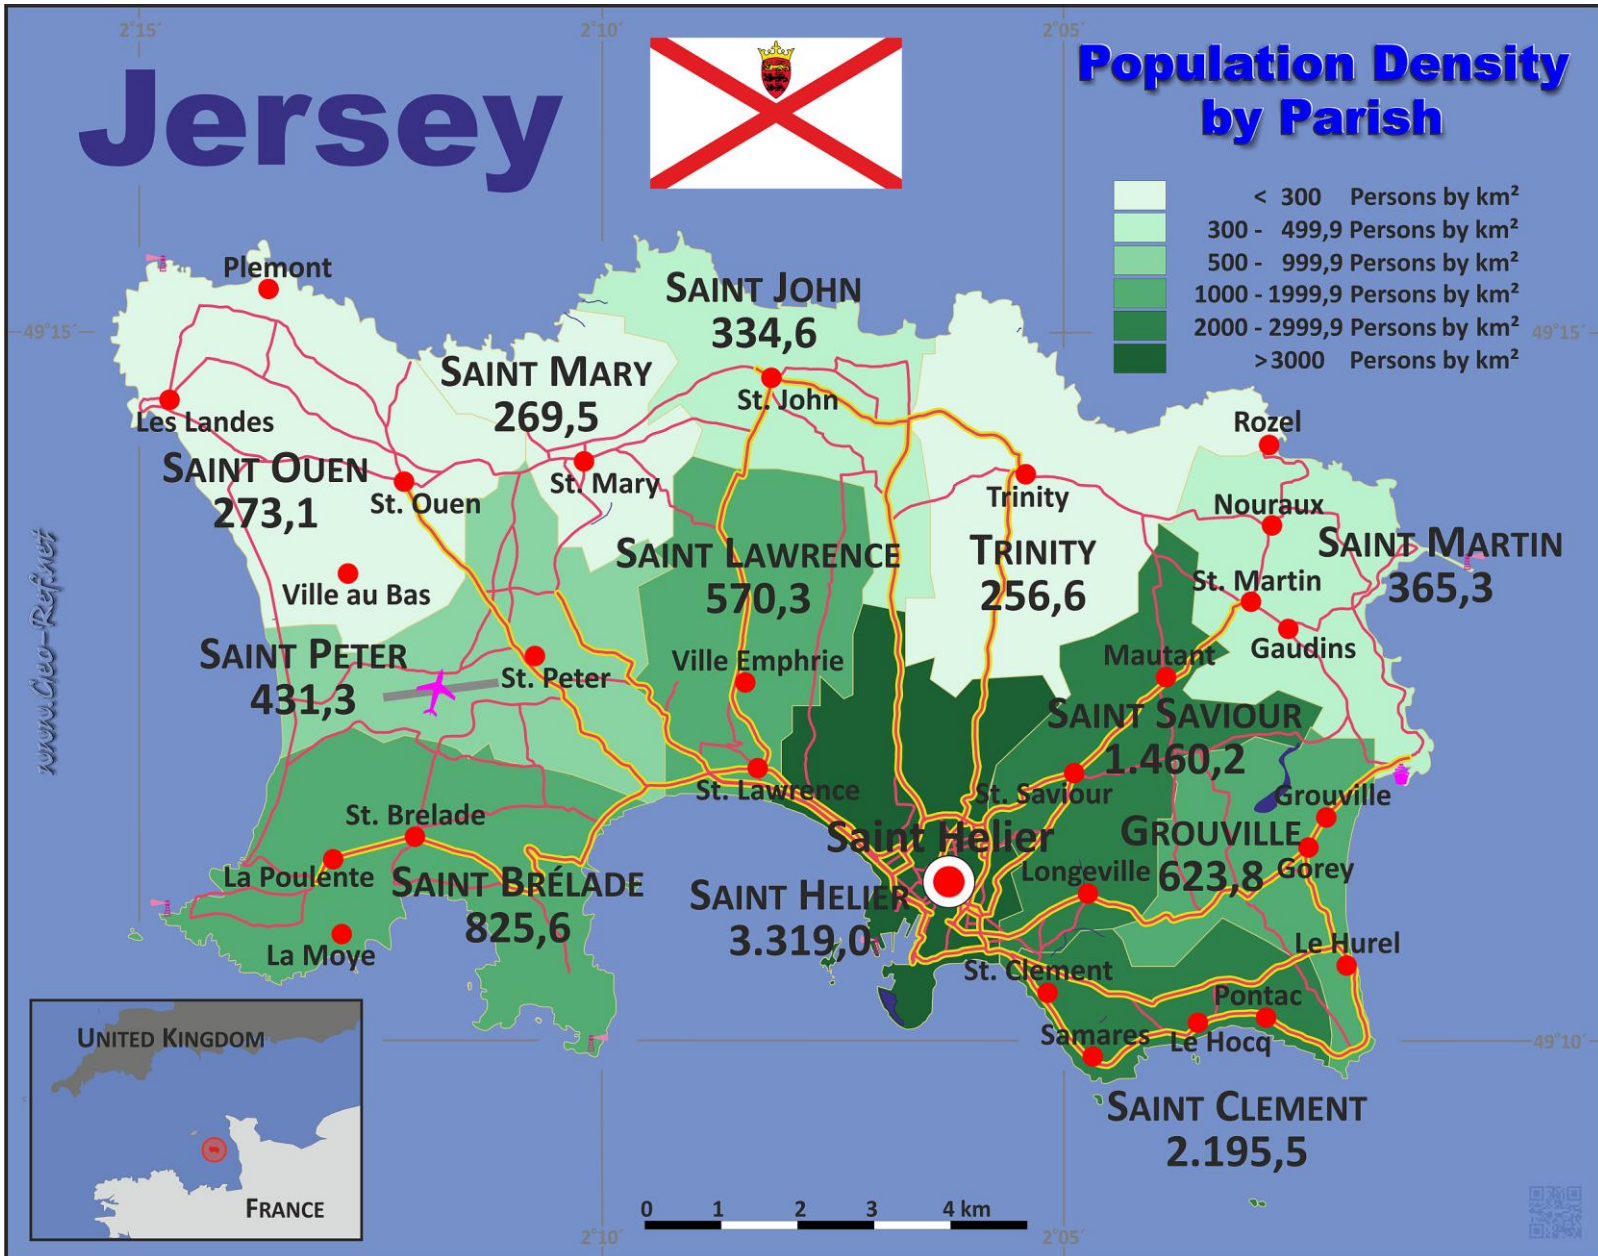 2°15´
2°10´
2°05´
Jersey
Population Density
by Parish
< 300 Persons by km²
300 - 499,9 Persons by km²
500 - 999,9 Persons by km²
1000 - 1999,9 Persons by km²
2000 - 2999,9 Persons by km²
>3000 Persons by km²
49°15´
49°15´
Plemont
SAINT JOHN
334,6
SAINT MARY
269,5
St. John
Les Landes
Rozel
SAINT OUEN
273,1
St. Ouen
St. Mary
Trinity
Nouraux
SAINT LAWRENCE
570,3
TRINITY
256,6
SAINT MARTIN
365,3
St. Martin
Ville au Bas
Gaudins
SAINT PETER
431,3
St. Peter
Ville Emphrie
Mautant
SAINT SAVIOUR
1.460,2
www.Geo-Ref.net
St. Lawrence
St. Saviour
Grouville
St. Brelade
Saint Helier
GROUVILLE
623,8
Gorey
La Poulente
SAINT BRÉLADE
825,6
SAINT HELIER
3.319,0
Longeville
La Moye
Le Hurel
St. Clement
Pontac
Samares
Le Hocq
49°10´
SAINT CLEMENT
2.195,5
UNITED KINGDOM
FRANCE
0 1 2 3 4 km
2°10´
2°05´